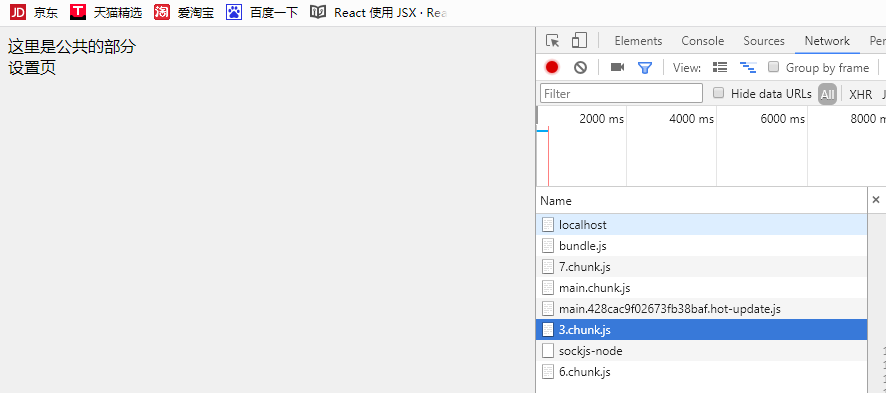 JD 京东 T 天猫精选 淘 爱淘宝 百度一下 React 使用 JSX · Rea
这里是公共的部分
设置页
Elements Console Sources Network Pe
View: Group by frame
Filter Hide data URLs All XHR J
2000 ms 4000 ms 6000 ms 8000 m
Name ×
localhost
bundle.js
7.chunk.js
main.chunk.js
main.428cac9f02673fb38baf.hot-update.js
3.chunk.js
sockjs-node
6.chunk.js